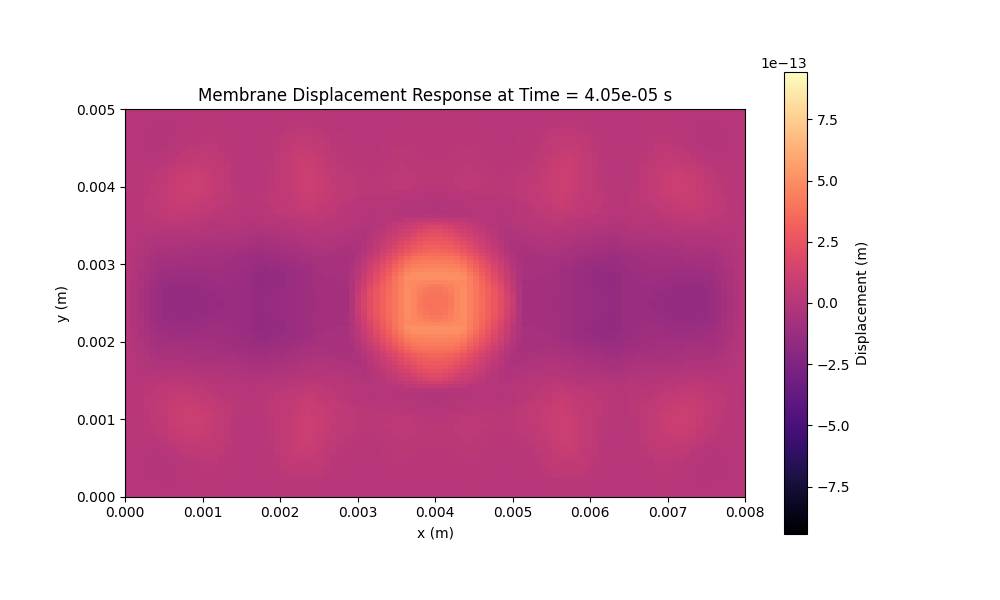 1e−13
Membrane Displacement Response at Time = 4.05e-05 s
0.005
0.004
0.003
0.002
0.001
0.000
y (m)
0.000 0.001 0.002 0.003 0.004 0.005 0.006 0.007 0.008
x (m)
7.5
5.0
2.5
0.0
−2.5
−5.0
−7.5
Displacement (m)